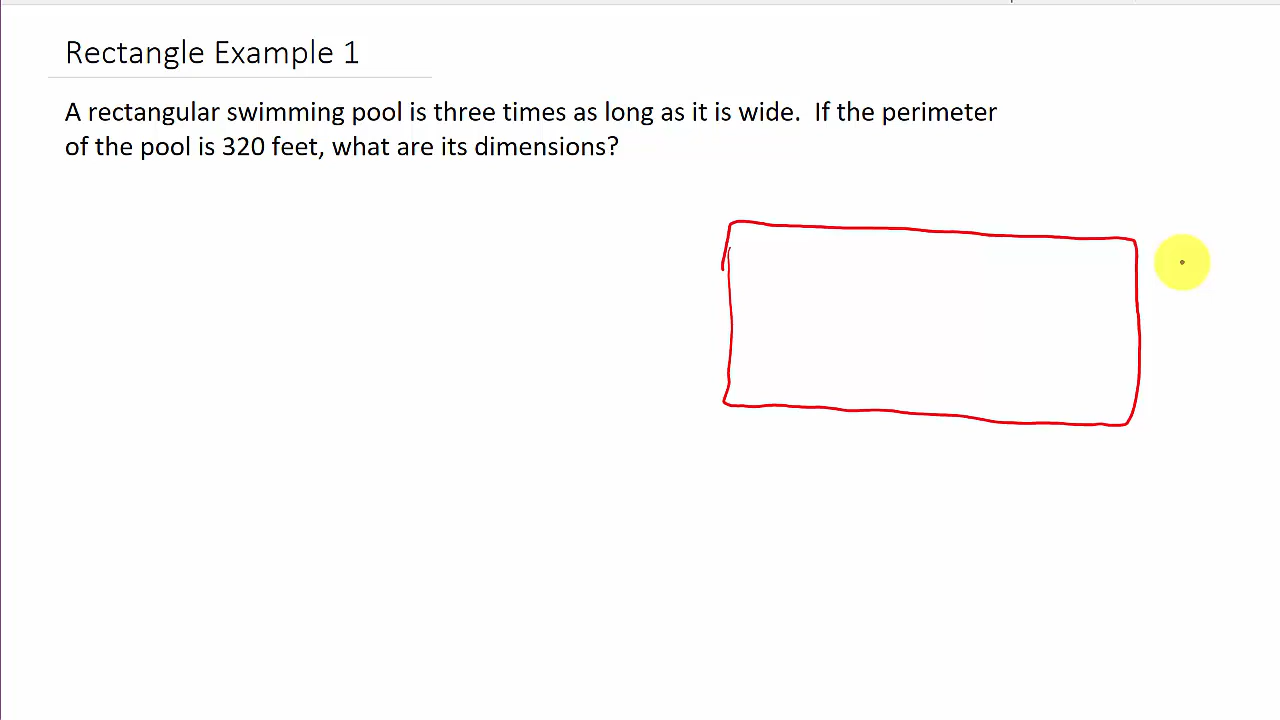 Rectangle Example 1
A rectangular swimming pool is three times as long as it is wide.  If the perimeter
of the pool is 320 feet, what are its dimensions?